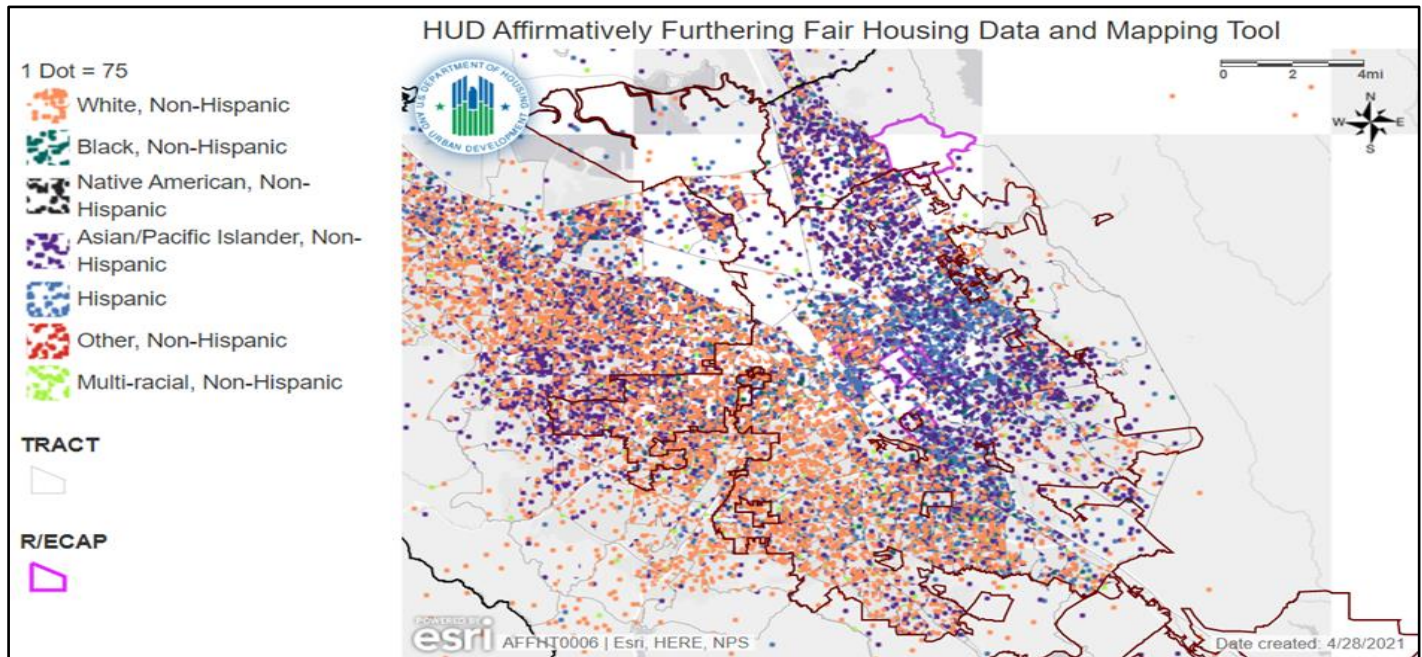 HUD Affirmatively Furthering Fair Housing Data and Mapping Tool
1 Dot = 75
White, Non-Hispanic
Black, Non-Hispanic
Native American, Non-
Hispanic
Asian/Pacific Islander, Non-
Hispanic
Hispanic
Other, Non-Hispanic
Multi-racial, Non-Hispanic
TRACT
R/ECAP
U.S. DEPARTMENT OF HOUSING
AND URBAN DEVELOPMENT
0 2 4mi
N
W E
S
POWERED BY
esri
AFFHT0006 | Esri, HERE, NPS
Date created: 4/28/2021